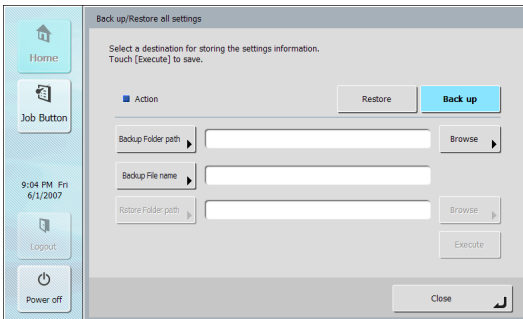 Back up/Restore all settings
Home
Select a destination for storing the settings information.
Touch [Execute] to save.
Job Button
Action
Restore
Back up
Backup Folder path
Browse
Backup File name
9:04 PM Fri
6/1/2007
Rstore Folder path
Browse
Logout
Execute
Power off
Close